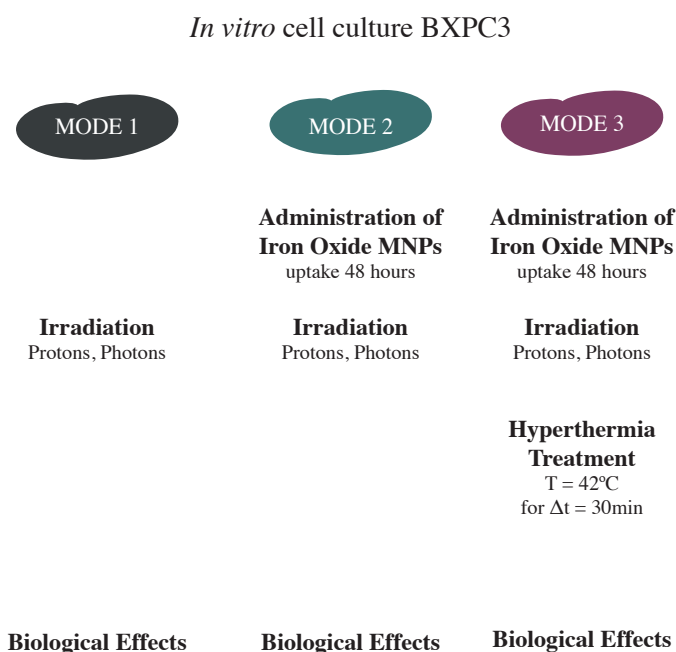 In vitro cell culture BXPC3
MODE 1
MODE 2
MODE 3
Administration of
Iron Oxide MNPs
uptake 48 hours
Administration of
Iron Oxide MNPs
uptake 48 hours
Irradiation
Protons, Photons
Irradiation
Protons, Photons
Irradiation
Protons, Photons
Hyperthermia
Treatment
T = 42ºC
for Δt = 30min
Biological Effects
Biological Effects
Biological Effects